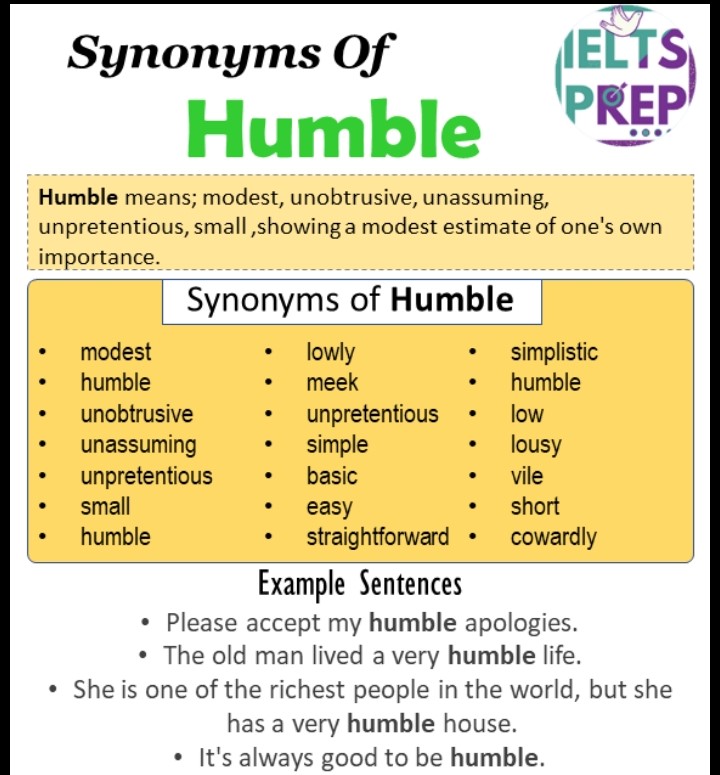 Synonyms Of
Humble
IELTS
PREP
Humble means; modest, unobtrusive, unassuming,
unpretentious, small ,showing a modest estimate of one's own
importance.
Synonyms of Humble
• modest
• humble
• unobtrusive
• unassuming
• unpretentious
• small
• humble
• lowly
• meek
• unpretentious
• simple
• basic
• easy
• straightforward
• simplistic
• humble
• low
• lousy
• vile
• short
• cowardly
Example Sentences
• Please accept my humble apologies.
• The old man lived a very humble life.
• She is one of the richest people in the world, but she
has a very humble house.
• It's always good to be humble.